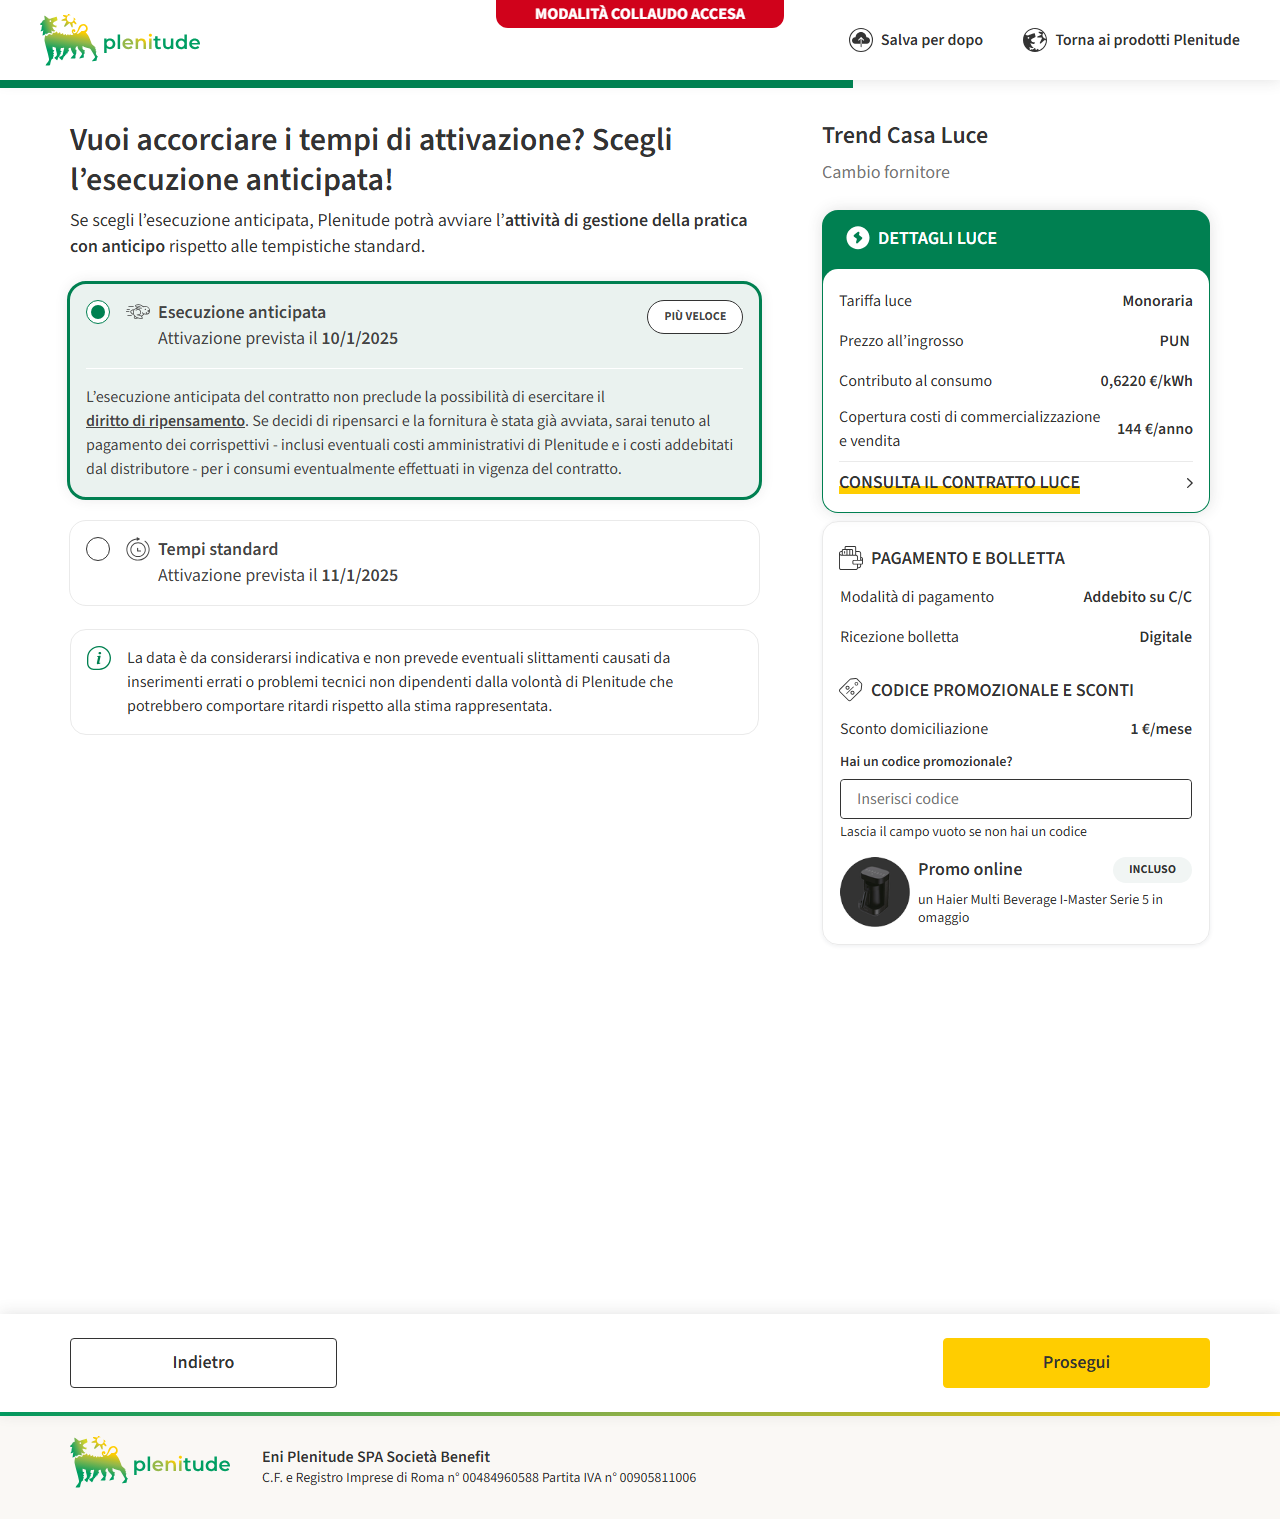 MODALITÀ COLLAUDO ACCESA
plenitude
Salva per dopo
Torna ai prodotti Plenitude
Vuoi accorciare i tempi di attivazione? Scegli
l’esecuzione anticipata!
Se scegli l’esecuzione anticipata, Plenitude potrà avviare l’attività di gestione della pratica
con anticipo rispetto alle tempistiche standard.
Esecuzione anticipata
Attivazione prevista il 10/1/2025
PIÙ VELOCE
L’esecuzione anticipata del contratto non preclude la possibilità di esercitare il
diritto di ripensamento. Se decidi di ripensarci e la fornitura è stata già avviata, sarai tenuto al
pagamento dei corrispettivi - inclusi eventuali costi amministrativi di Plenitude e i costi addebitati
dal distributore - per i consumi eventualmente effettuati in vigenza del contratto.
Tempi standard
Attivazione prevista il 11/1/2025
La data è da considerarsi indicativa e non prevede eventuali slittamenti causati da
inserimenti errati o problemi tecnici non dipendenti dalla volontà di Plenitude che
potrebbero comportare ritardi rispetto alla stima rappresentata.
Trend Casa Luce
Cambio fornitore
DETTAGLI LUCE
Tariffa luce Monoraria
Prezzo all’ingrosso PUN
Contributo al consumo 0,6220 €/kWh
Copertura costi di commercializzazione
e vendita 144 €/anno
CONSULTA IL CONTRATTO LUCE
PAGAMENTO E BOLLETTA
Modalità di pagamento Addebito su C/C
Ricezione bolletta Digitale
CODICE PROMOZIONALE E SCONTI
Sconto domiciliazione 1 €/mese
Hai un codice promozionale?
Inserisci codice
Lascia il campo vuoto se non hai un codice
Promo online INCLUSO
un Haier Multi Beverage I-Master Serie 5 in
omaggio
Indietro
Prosegui
plenitude
Eni Plenitude SPA Società Benefit
C.F. e Registro Imprese di Roma n° 00484960588 Partita IVA n° 00905811006